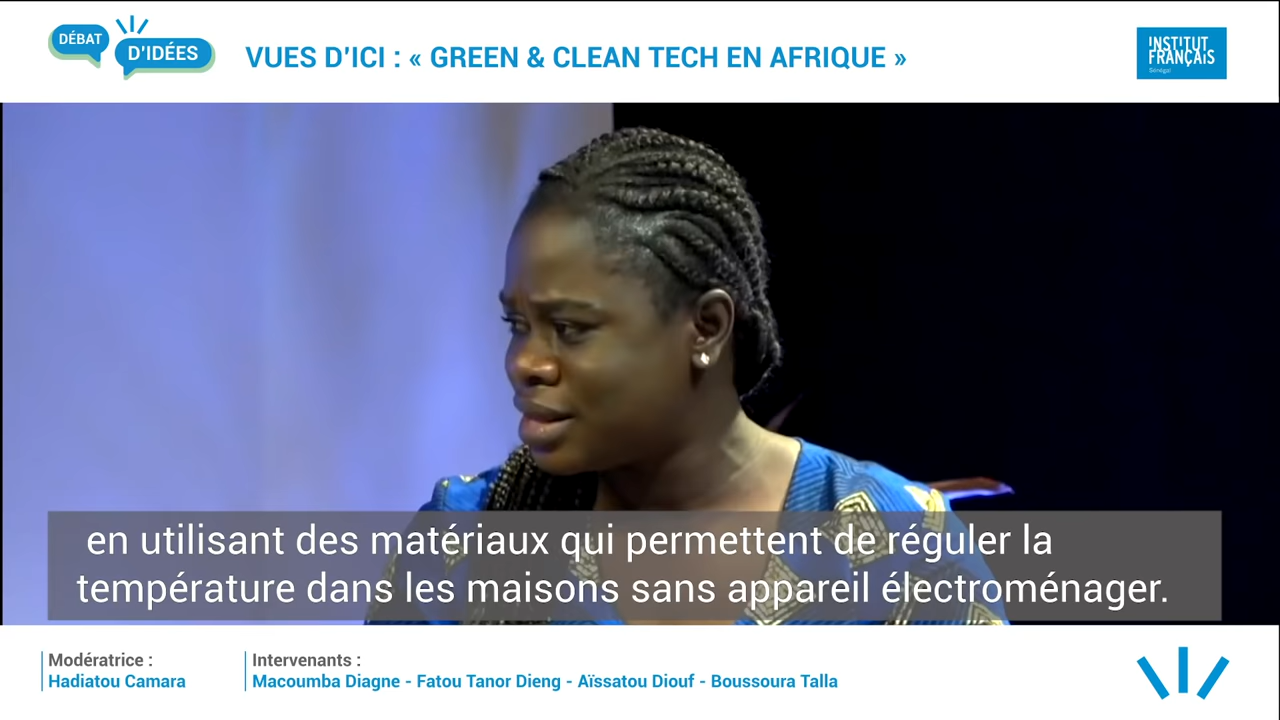 DÉBAT
D'IDÉES
VUES D'ICI : « GREEN & CLEAN TECH EN AFRIQUE »
INSTITUT
FRANÇAIS
Sénégal
en utilisant des matériaux qui permettent de réguler la
température dans les maisons sans appareil électroménager.
Modératrice :
Hadiatou Camara
Intervenants :
Macoumba Diagne - Fatou Tanor Dieng - Aïssatou Diouf - Boussoura Talla